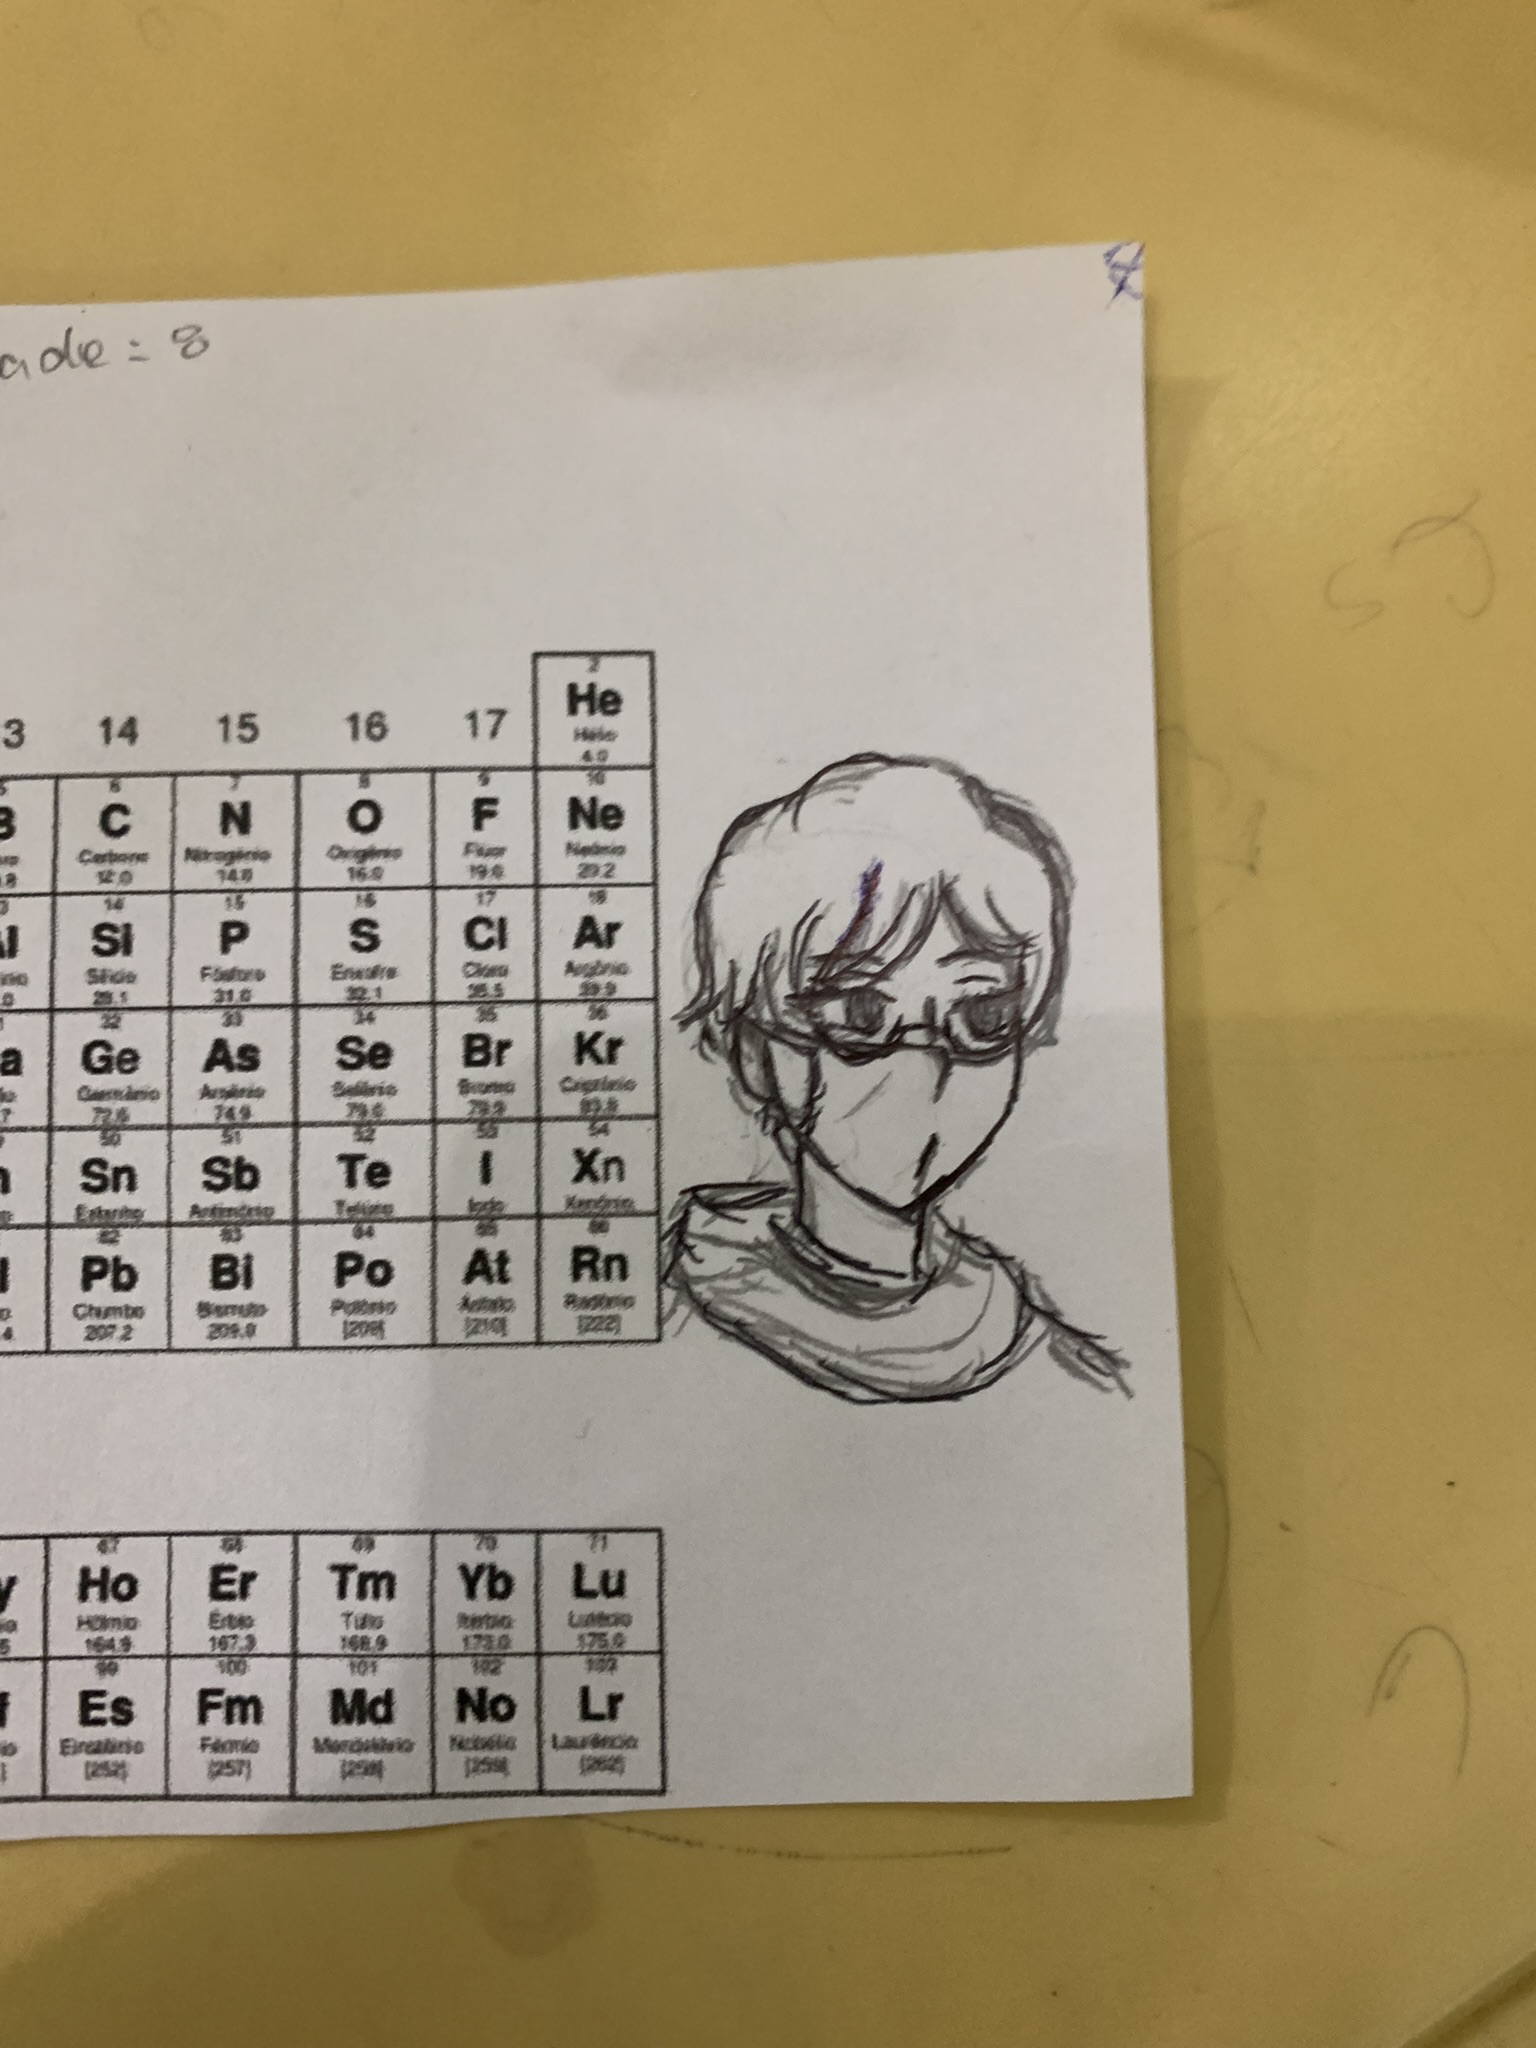 ade = 8
2
3 14 15 16 17 He
Hélio
4.0
6 7 8 9 10
C N O F Ne
Carbono Nitrogênio Oxigênio Flúor Neônio
12.0 14.0 16.0 19.0 20.2
14 15 16 17 18
Si P S Cl Ar
Silício Fósforo Enxofre Cloro Argônio
28.1 31.0 32.1 35.5 39.9
32 33 34 35 36
a Ge As Se Br Kr
Germânio Arsênio Selênio Bromo Criptônio
72.6 74.9 79.0 79.9 83.8
50 51 52 53 54
Sn Sb Te I Xn
Estanho Antimônio Telúrio Iodo Xenônio
82 83 84 85 86
Pb Bi Po At Rn
Chumbo Bismuto Polônio Astato Radônio
207.2 209.0 [209] [210] [222]
67 68 69 70 71
y Ho Er Tm Yb Lu
Hólmio Érbio Túlio Itérbio Lutécio
164.9 167.3 168.9 173.0 175.0
99 100 101 102 103
f Es Fm Md No Lr
Einstênio Férmio Mendelévio Nobélio Laurêncio
[252] [257] [258] [259] [262]